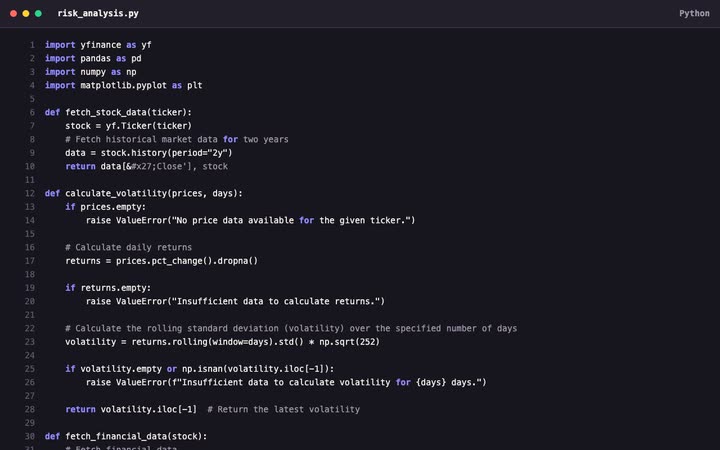 risk_analysis.py
Python
1 import yfinance as yf
2 import pandas as pd
3 import numpy as np
4 import matplotlib.pyplot as plt
5
6 def fetch_stock_data(ticker):
7     stock = yf.Ticker(ticker)
8     # Fetch historical market data for two years
9     data = stock.history(period="2y")
10     return data[&#x27;Close'], stock
11
12 def calculate_volatility(prices, days):
13     if prices.empty:
14         raise ValueError("No price data available for the given ticker.")
15
16     # Calculate daily returns
17     returns = prices.pct_change().dropna()
18
19     if returns.empty:
20         raise ValueError("Insufficient data to calculate returns.")
21
22     # Calculate the rolling standard deviation (volatility) over the specified number of days
23     volatility = returns.rolling(window=days).std() * np.sqrt(252)
24
25     if volatility.empty or np.isnan(volatility.iloc[-1]):
26         raise ValueError(f"Insufficient data to calculate volatility for {days} days.")
27
28     return volatility.iloc[-1]  # Return the latest volatility
29
30 def fetch_financial_data(stock):
31     # Fetch financial data